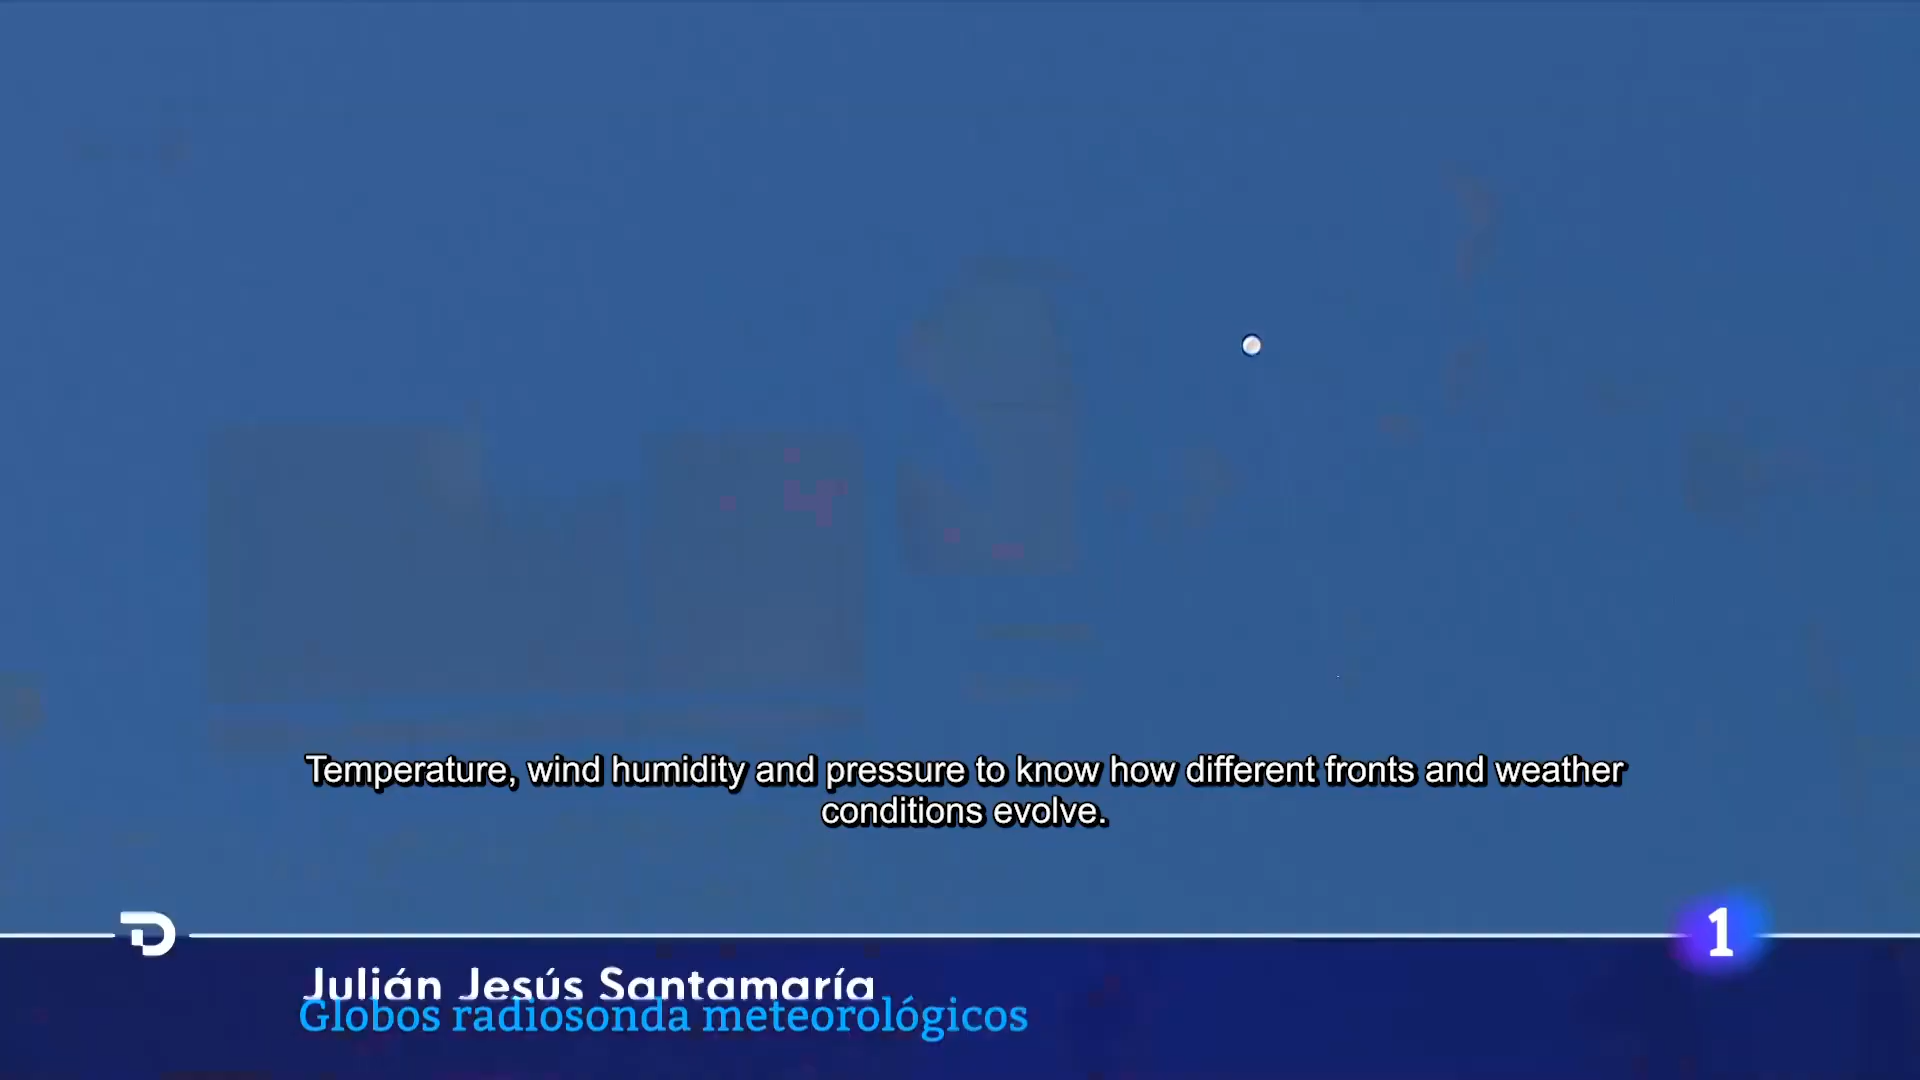 Temperature, wind humidity and pressure to know how different fronts and weather
conditions evolve.
D
1
Julián Jesús Santamaría
Globos radiosonda meteorológicos